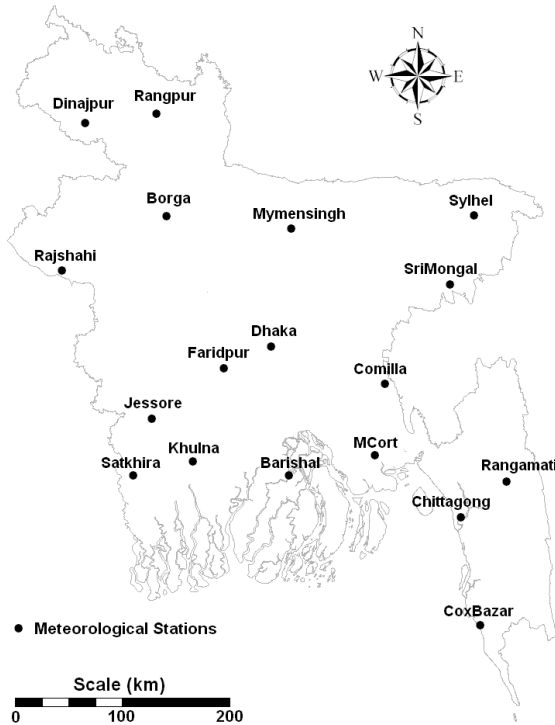 N
W E
S
Dinajpur
Rangpur
Borga
Mymensingh
Sylhel
Rajshahi
SriMongal
Dhaka
Faridpur
Comilla
Jessore
MCort
Khulna
Satkhira
Barishal
Rangamati
Chittagong
CoxBazar
Meteorological Stations
Scale (km)
0 100 200